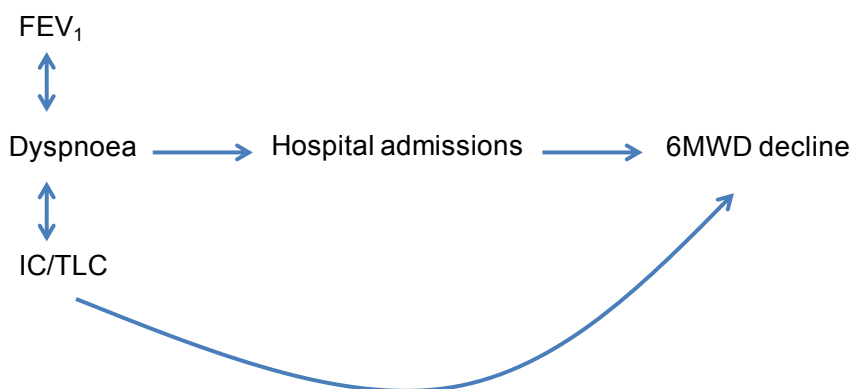 FEV₁
Dyspnoea
Hospital admissions
6MWD decline
IC/TLC